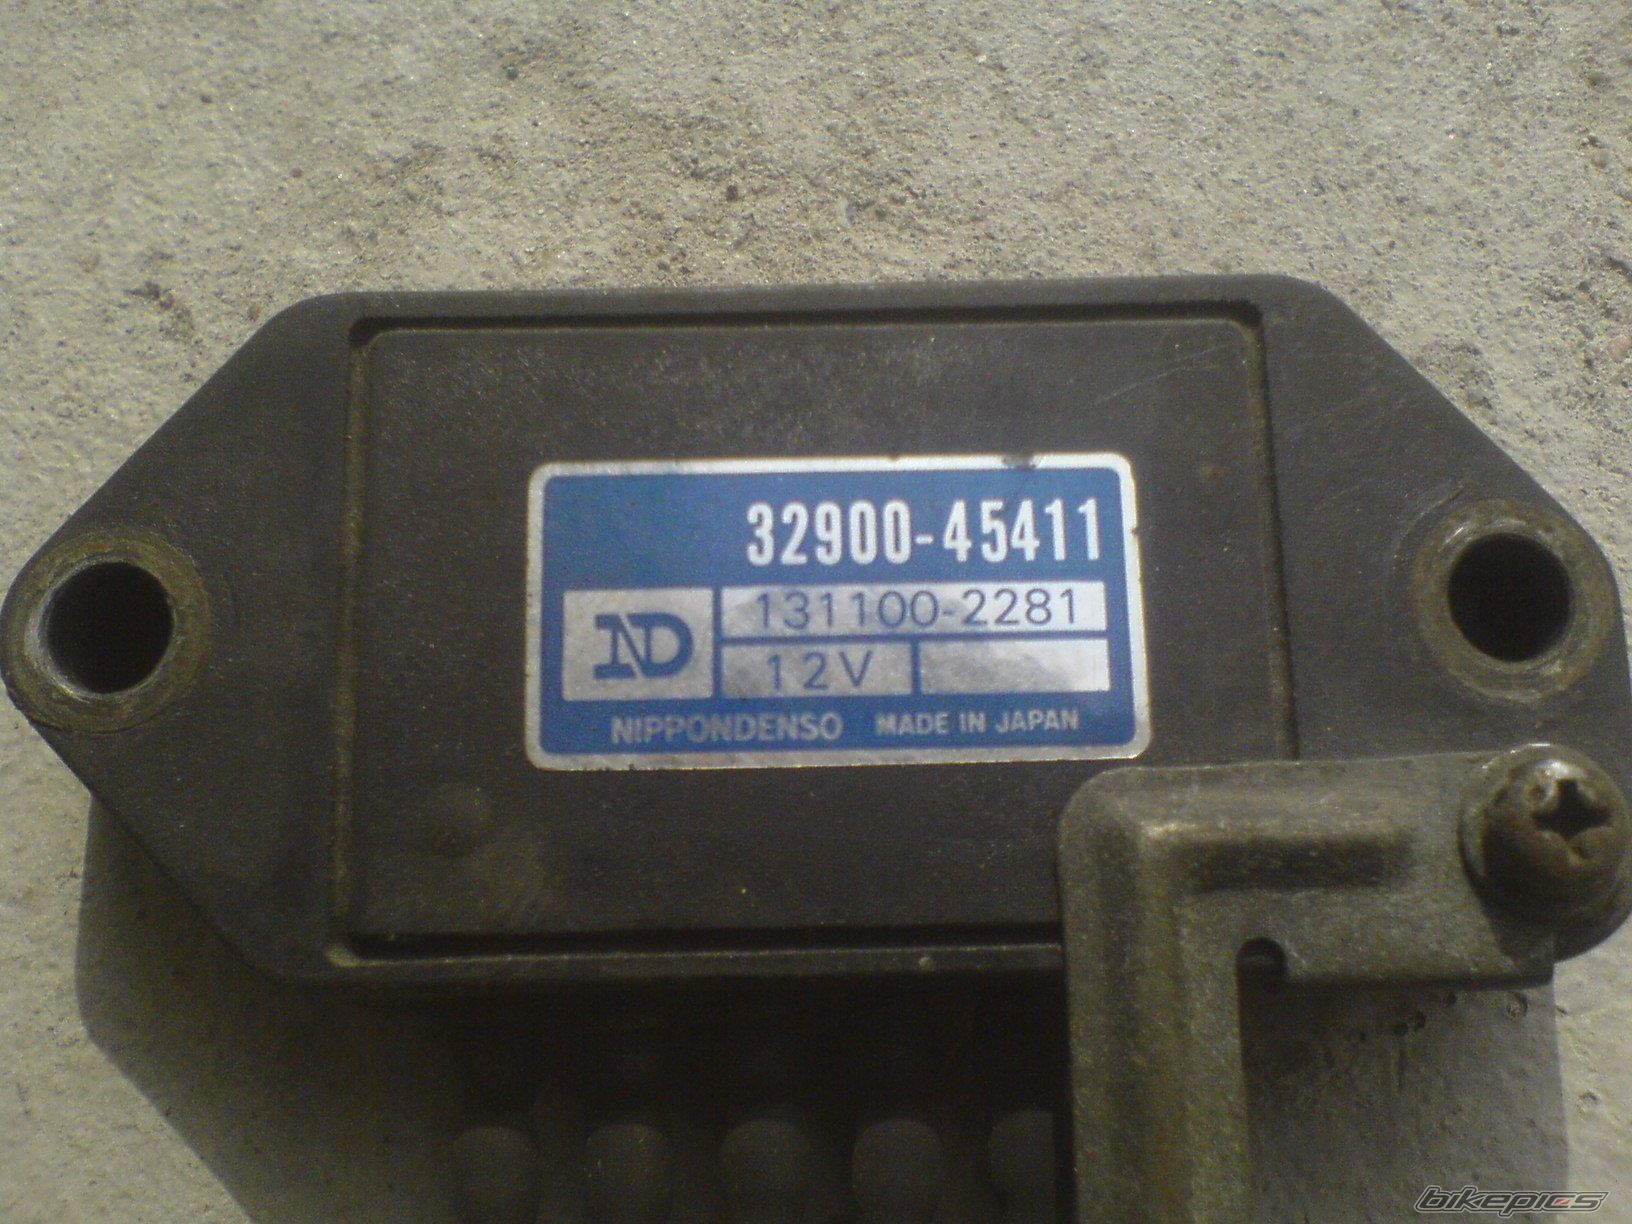 32900-45411
ND
131100-2281
12V
NIPPONDENSO MADE IN JAPAN
bikepics